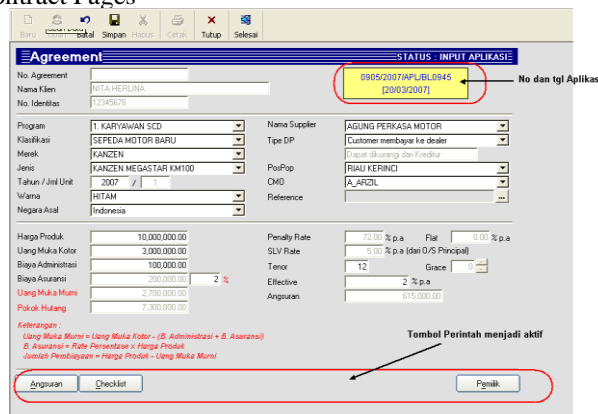 ontract Pages
Baru Batal Simpan Hapus Cetak Tutup Selesai
Agreement STATUS : INPUT APLIKASI
No. Agreement
Nama Klien NITA HERLINA
No. Identitas 12345678
0905/2007/APL/BL0945
[20/03/2007]
No dan tgl Aplikas
Program 1. KARYAWAN SCD Nama Supplier AGUNG PERKASA MOTOR
Klasifikasi SEPEDA MOTOR BARU Tipe DP Customer membayar ke dealer
Merek KANZEN Dapat dikurangi dari Kreditur
Jenis KANZEN MEGASTAR KM100 PosPop RIAU KERINCI
Tahun / Jml Unit 2007 / 1 CMO A_ARZIL
Warna HITAM Reference ...
Negara Asal Indonesia
Harga Produk 10,000,000.00 Penalty Rate 72.00 % p.a Flat 0.00 % p.a
Uang Muka Kotor 3,000,000.00 SLV Rate 5.00 % p.a (dari O/S Principal)
Biaya Administrasi 100,000.00 Tenor 12 Grace 0
Biaya Asuransi 200,000.00 2 % Effective 2 % p.a
Uang Muka Murni 2,700,000.00 Angsuran 615,000.00
Pokok Hutang 7,300,000.00
Keterangan :
Uang Muka Murni = Uang Muka Kotor - (B. Administrasi + B. Asuransi)
B. Asuransi = Rate Persentase x Harga Produk
Jumlah Pembiayaan = Harga Produk - Uang Muka Murni
Tombol Perintah menjadi aktif
Angsuran Checklist Pemilik